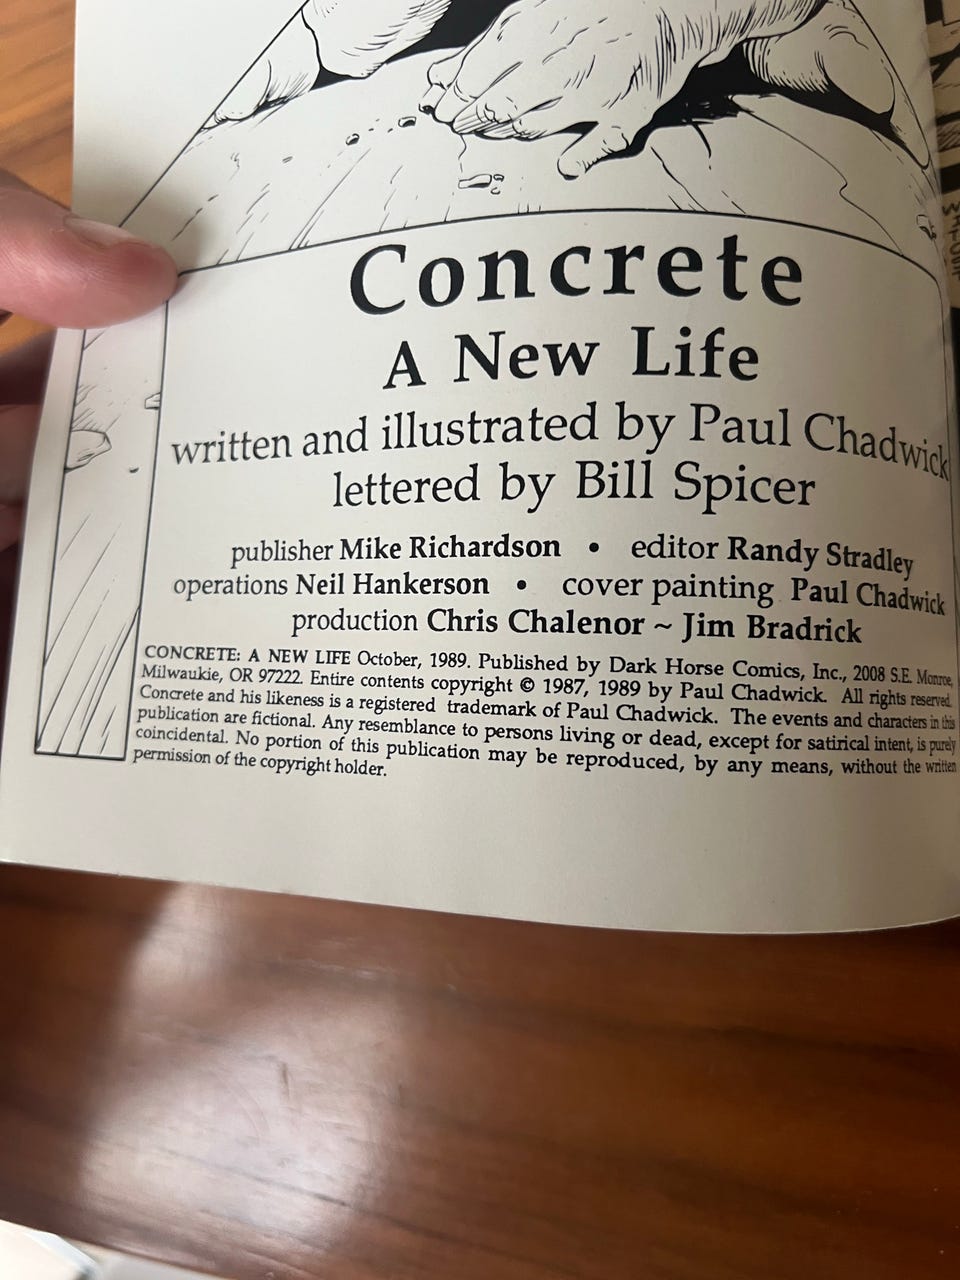 Concrete
A New Life
written and illustrated by Paul Chadwick
lettered by Bill Spicer
publisher Mike Richardson • editor Randy Stradley
operations Neil Hankerson • cover painting Paul Chadwick
production Chris Chalenor ~ Jim Bradrick
CONCRETE: A NEW LIFE October, 1989. Published by Dark Horse Comics, Inc., 2008 S.E. Monroe,
Milwaukie, OR 97222. Entire contents copyright © 1987, 1989 by Paul Chadwick. All rights reserved.
Concrete and his likeness is a registered trademark of Paul Chadwick. The events and characters in this
publication are fictional. Any resemblance to persons living or dead, except for satirical intent, is purely
coincidental. No portion of this publication may be reproduced, by any means, without the written
permission of the copyright holder.